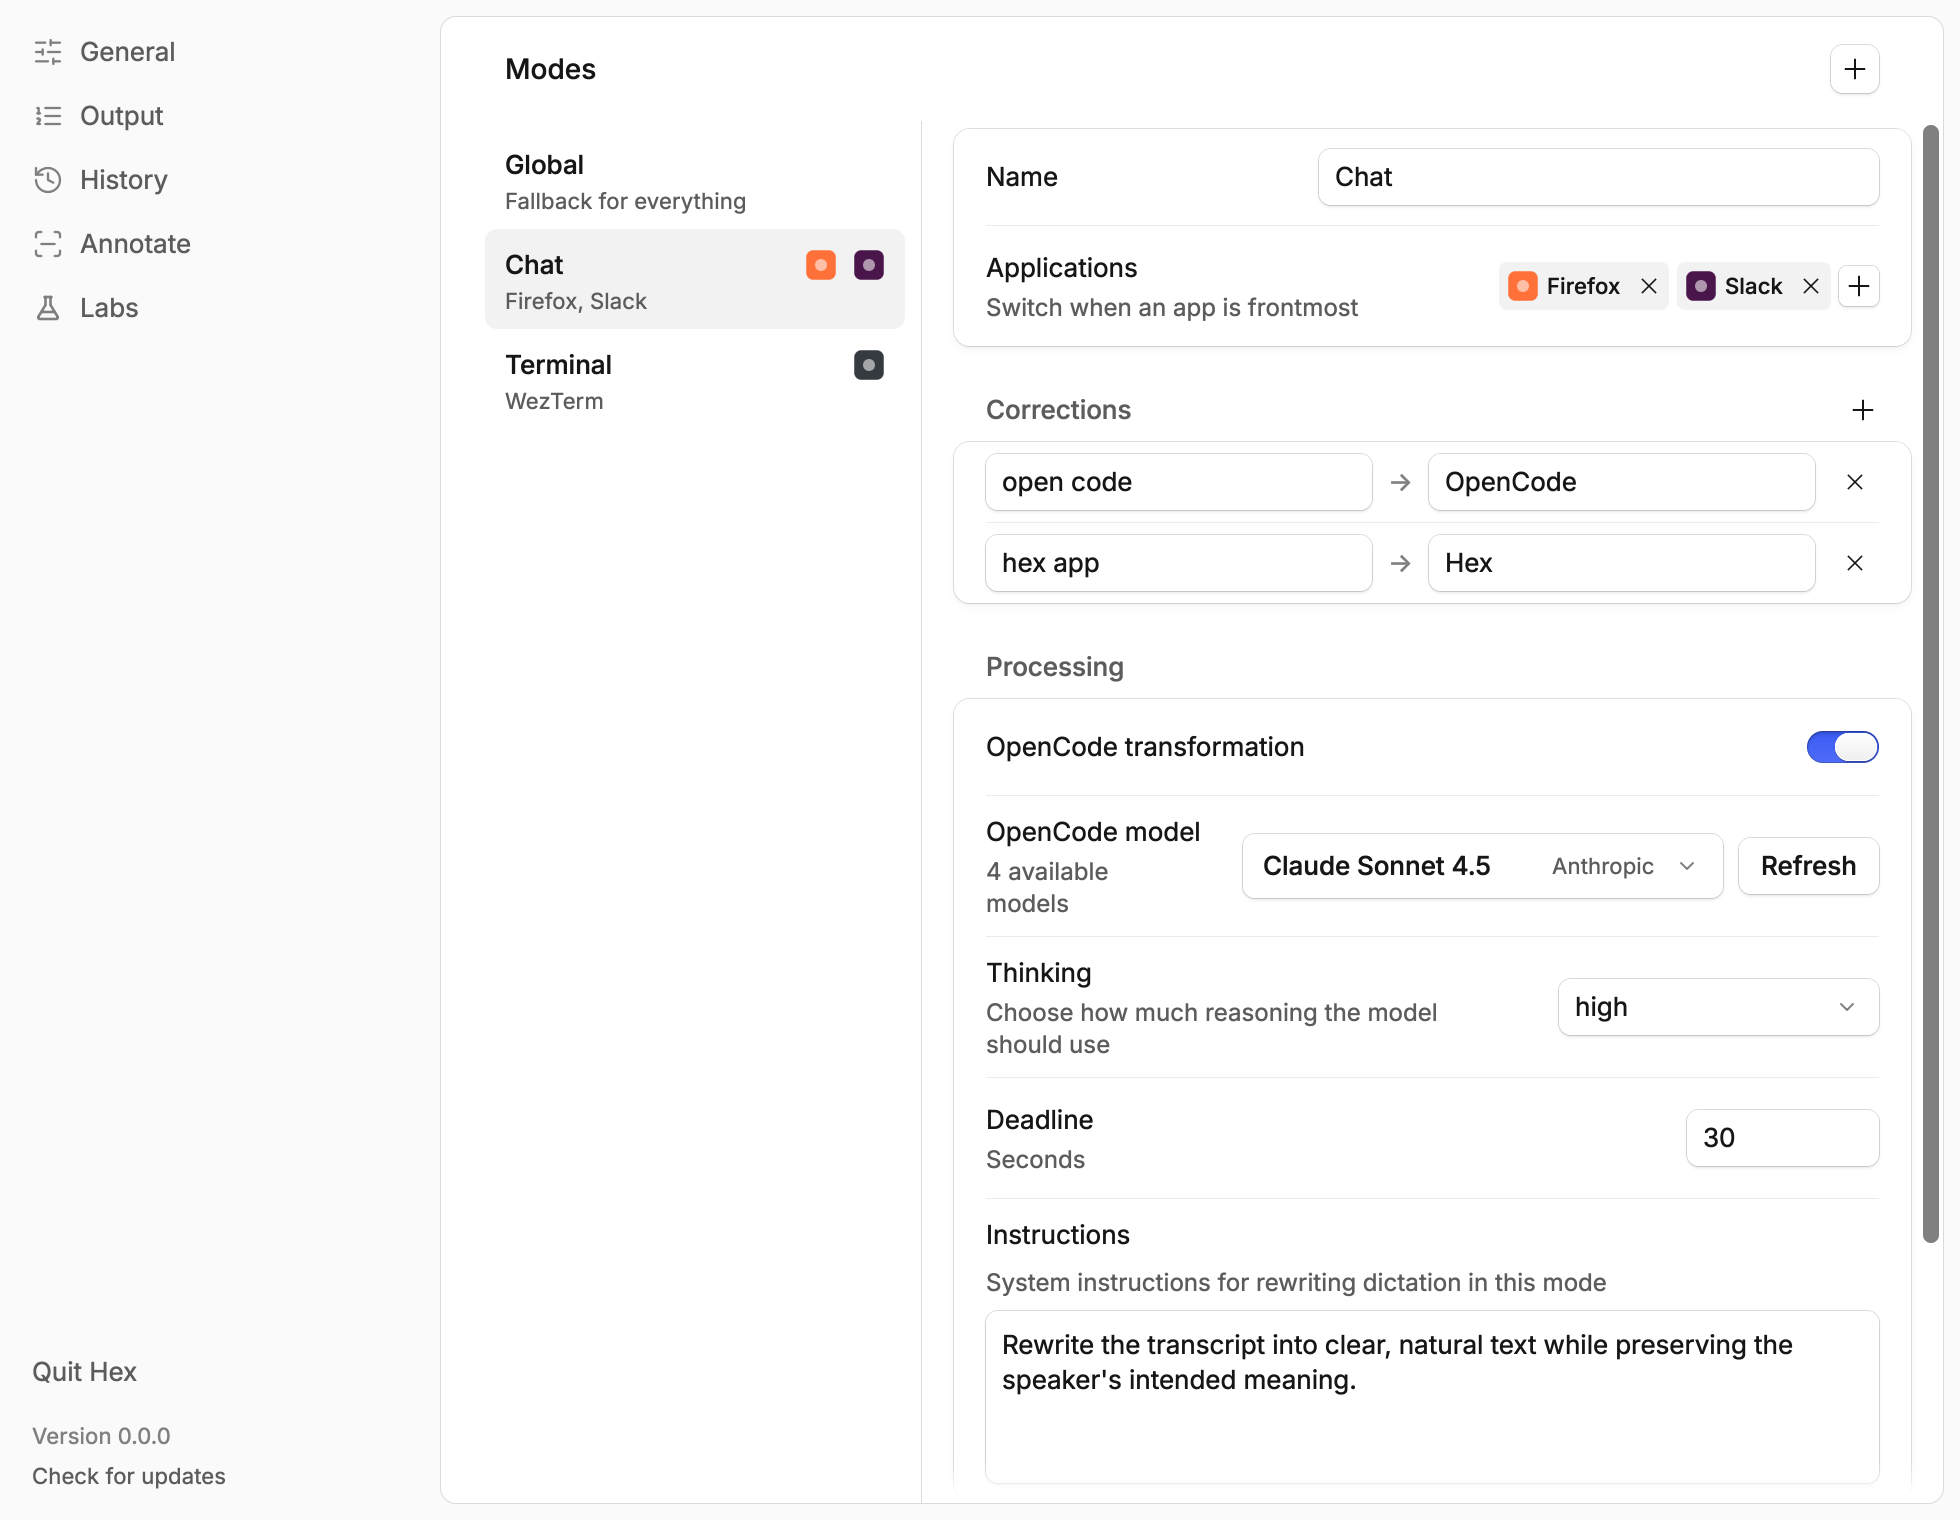 General
Output
History
Annotate
Labs
Quit Hex
Version 0.0.0
Check for updates
Modes
Global
Fallback for everything
Chat
Firefox, Slack
Terminal
WezTerm
Name
Chat
Applications
Switch when an app is frontmost
Firefox
Slack
Corrections
open code → OpenCode
hex app → Hex
Processing
OpenCode transformation
OpenCode model
4 available
models
Claude Sonnet 4.5 Anthropic
Refresh
Thinking
Choose how much reasoning the model
should use
high
Deadline
Seconds
30
Instructions
System instructions for rewriting dictation in this mode
Rewrite the transcript into clear, natural text while preserving the
speaker's intended meaning.